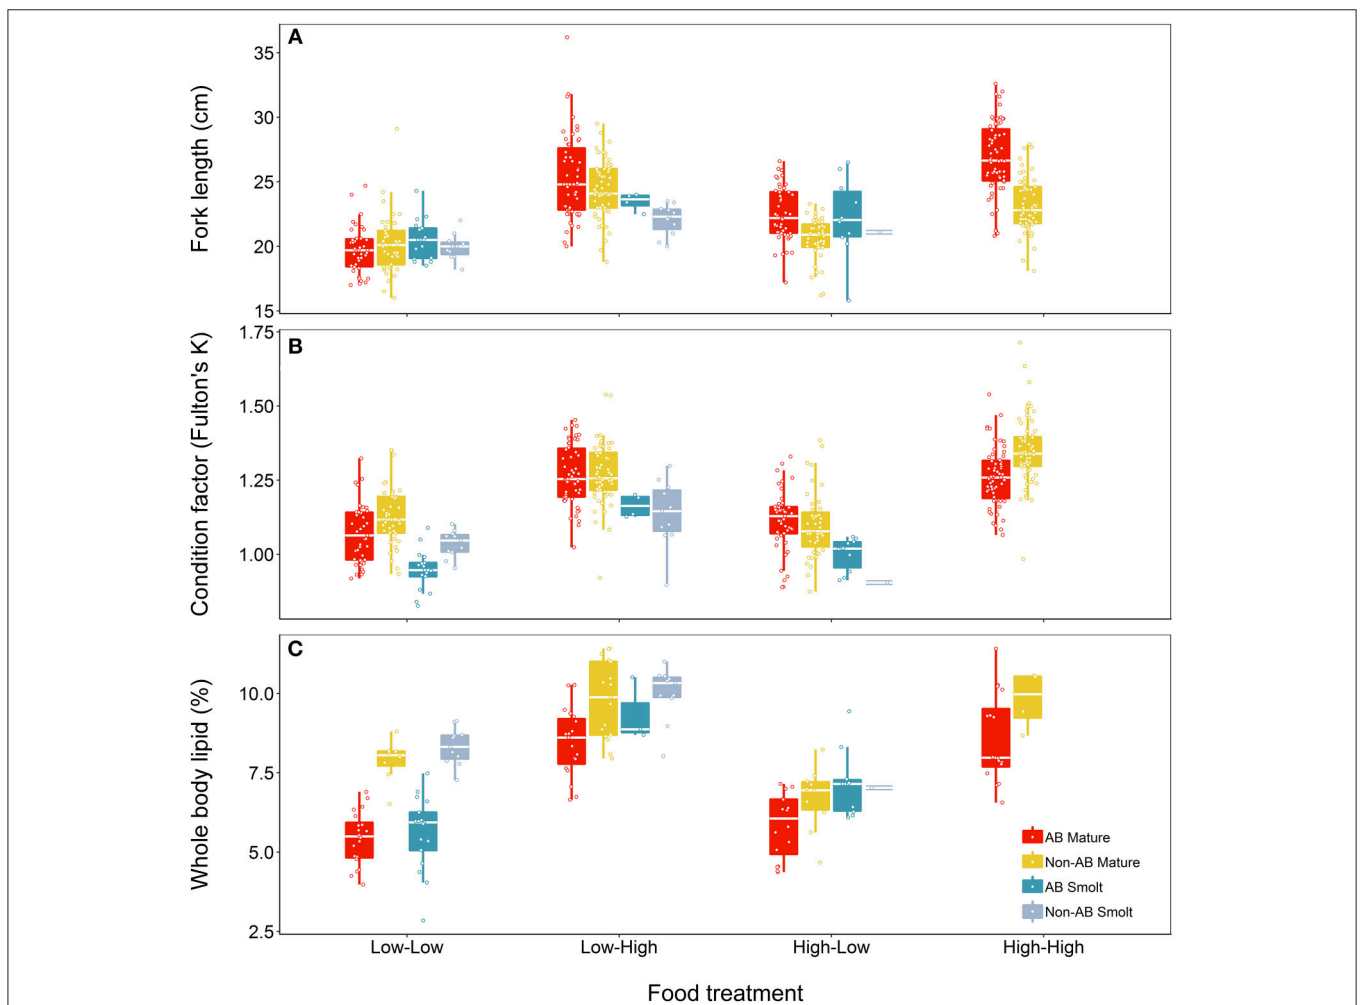 A
Fork length (cm)
35
30
25
20
15
B
Condition factor (Fulton's K)
1.75
1.50
1.25
1.00
C
Whole body lipid (%)
10.0
7.5
5.0
2.5
AB Mature
Non-AB Mature
AB Smolt
Non-AB Smolt
Low-Low Low-High High-Low High-High
Food treatment